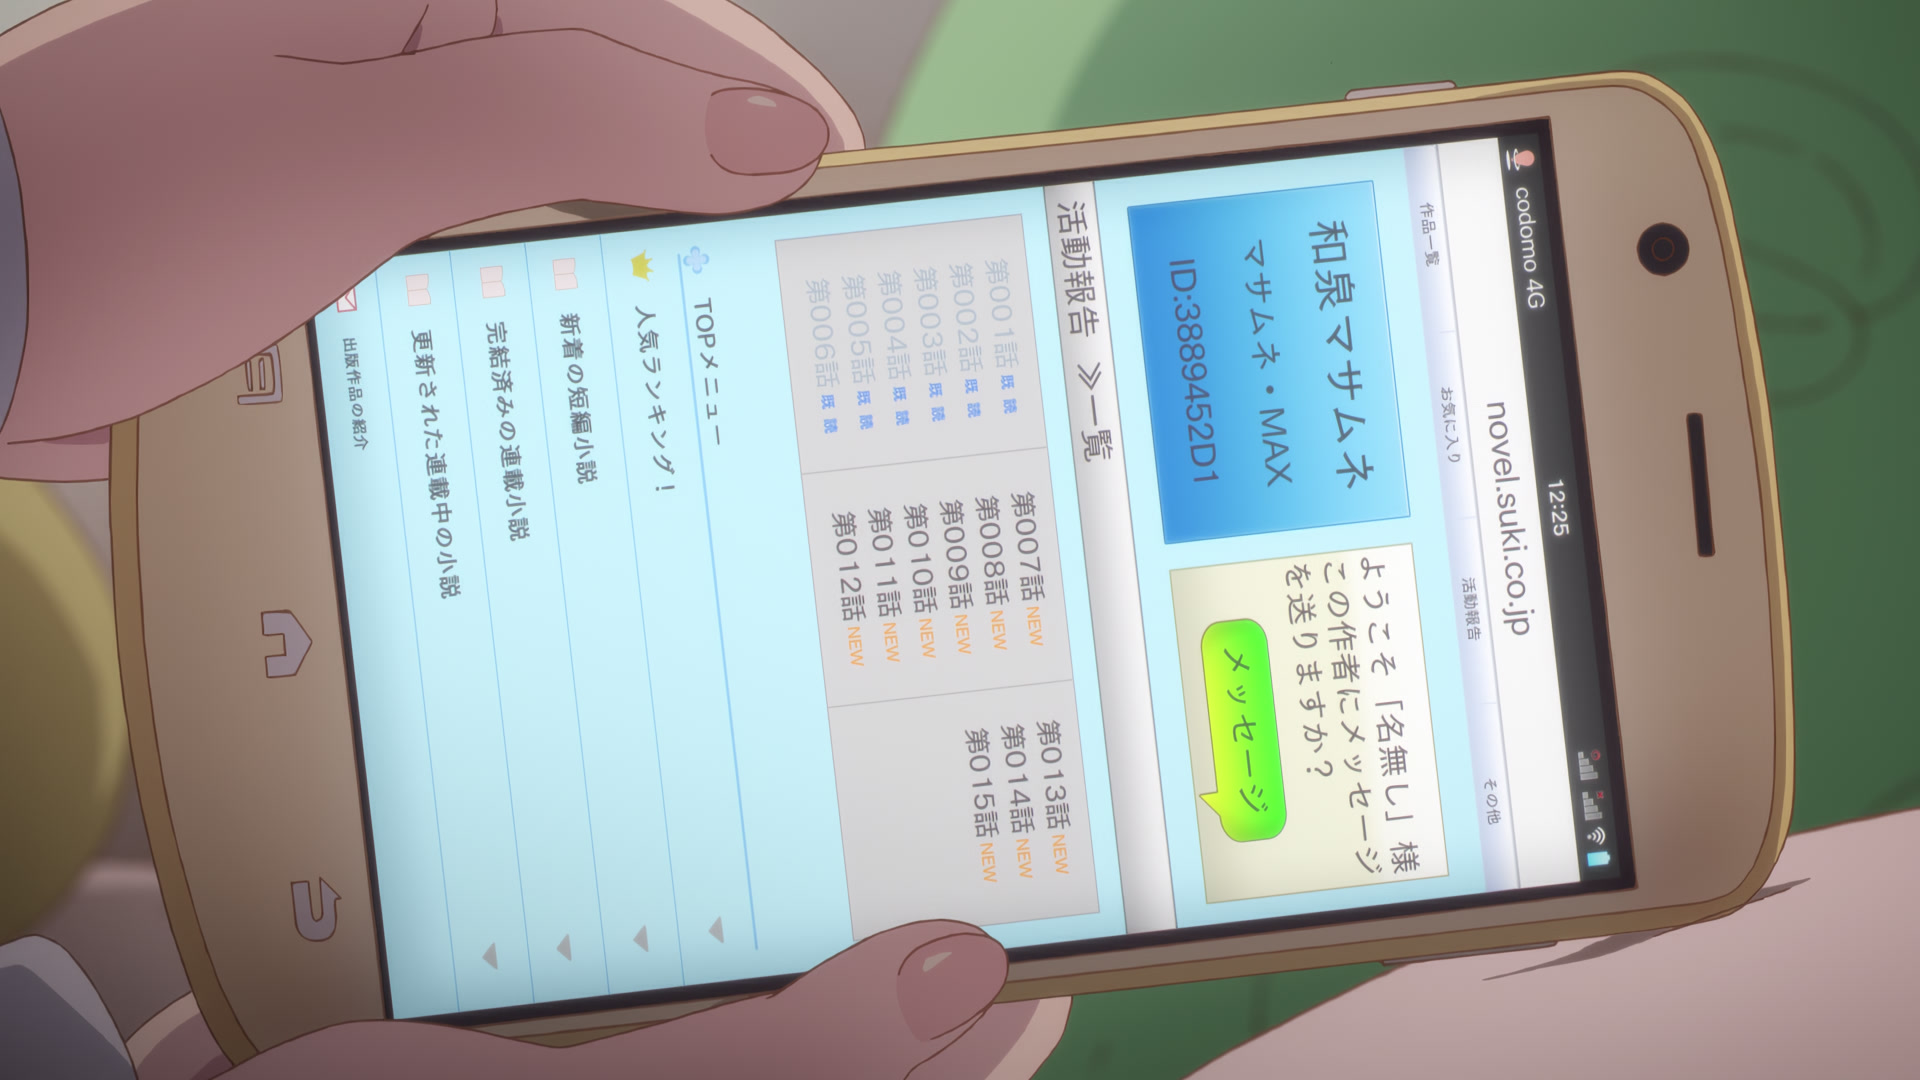 codomo 4G 12:25
novel.suki.co.jp
作品一覧 お気に入り 活動報告 その他
和泉マサムネ
マサムネ・MAX
ID:3889452D1
ようこそ「名無し」様
この作者にメッセージ
を送りますか？
メッセージ
活動報告 ≫一覧
第001話 既読
第002話 既読
第003話 既読
第004話 既読
第005話 既読
第006話 既読
第007話 NEW
第008話 NEW
第009話 NEW
第010話 NEW
第011話 NEW
第012話 NEW
第013話 NEW
第014話 NEW
第015話 NEW
TOPメニュー
人気ランキング！
新着の短編小説
完結済みの連載小説
更新された連載中の小説
出版作品の紹介